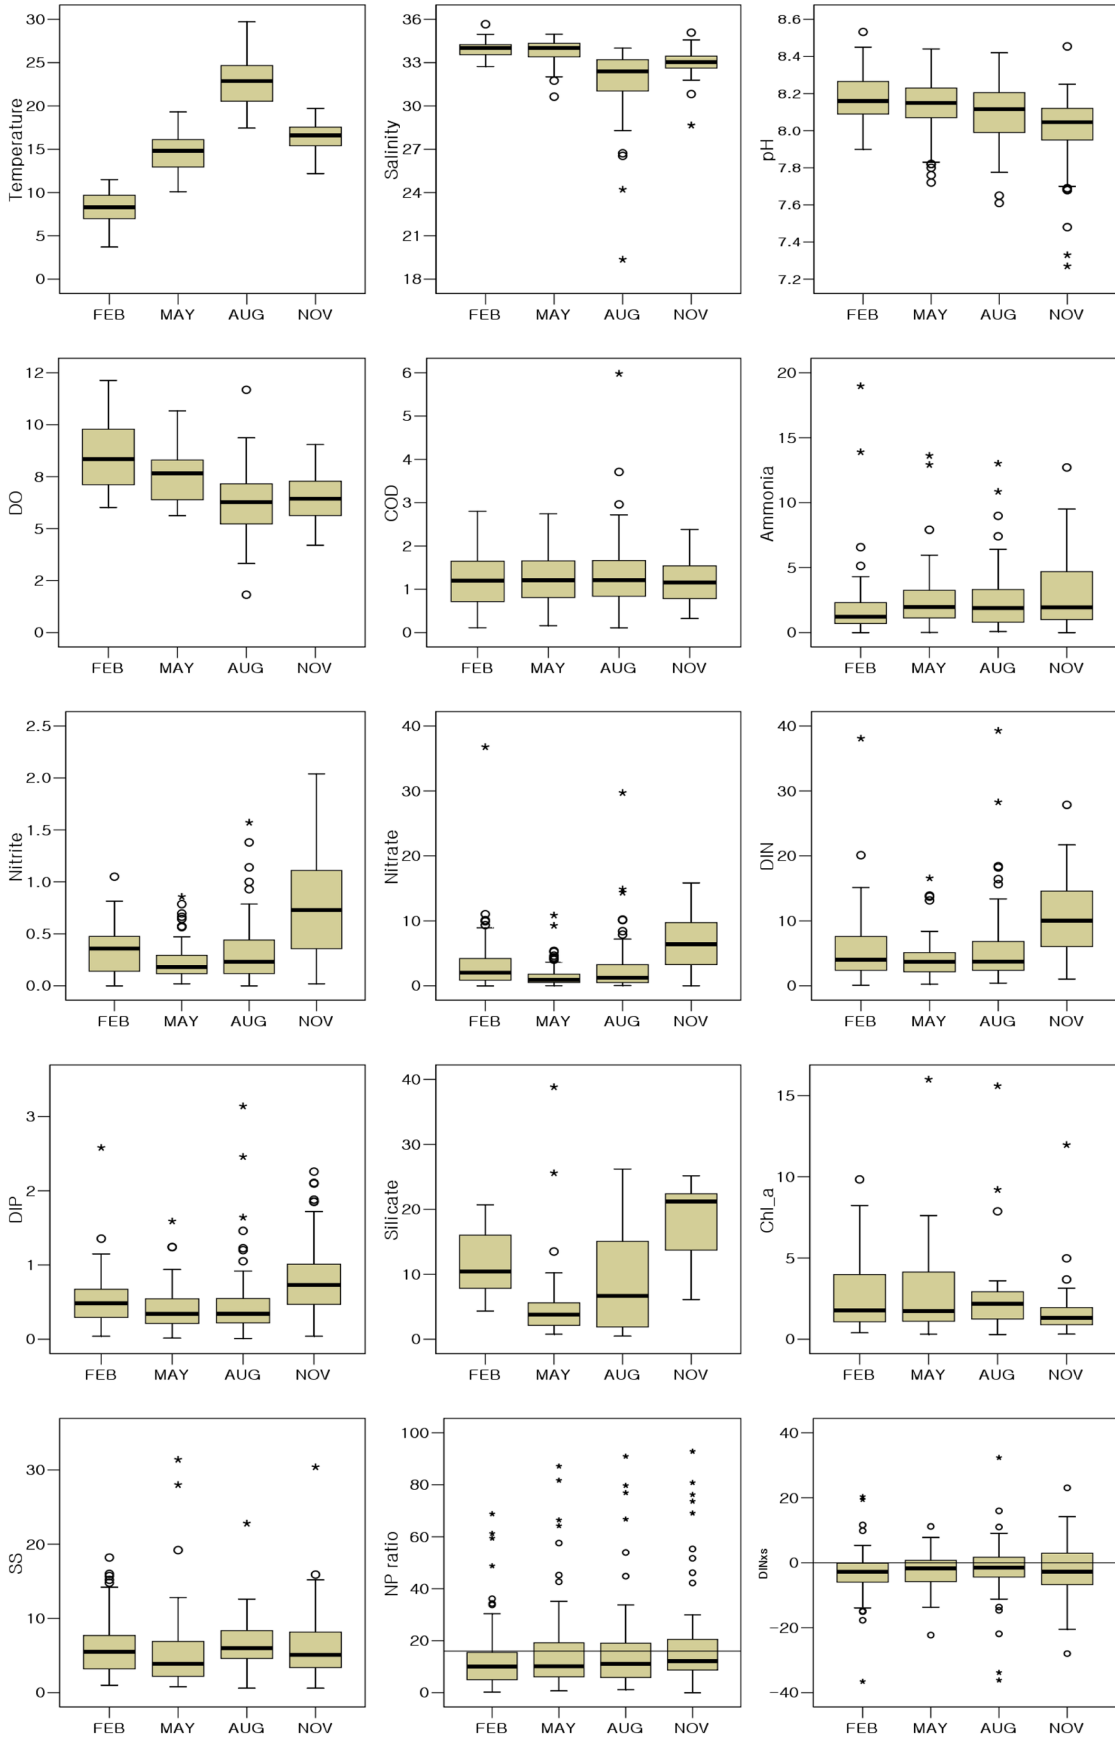 Temperature
30
25
20
15
10
5
0
FEB MAY AUG NOV
Salinity
36
33
30
27
24
21
18
FEB MAY AUG NOV
pH
8.6
8.4
8.2
8.0
7.8
7.6
7.4
7.2
FEB MAY AUG NOV
DO
12
10
8
5
2
0
FEB MAY AUG NOV
COD
6
5
4
3
2
1
0
FEB MAY AUG NOV
Ammonia
20
15
10
5
0
FEB MAY AUG NOV
Nitrite
2.5
2.0
1.5
1.0
0.5
0.0
FEB MAY AUG NOV
Nitrate
40
30
20
10
0
FEB MAY AUG NOV
DIN
40
30
20
10
0
FEB MAY AUG NOV
DIP
3
2
1
0
FEB MAY AUG NOV
Silicate
40
30
20
10
0
FEB MAY AUG NOV
Chl_a
15
10
5
0
FEB MAY AUG NOV
SS
30
20
10
0
FEB MAY AUG NOV
NP ratio
100
80
60
40
20
0
FEB MAY AUG NOV
DINxs
40
20
0
−20
−40
FEB MAY AUG NOV